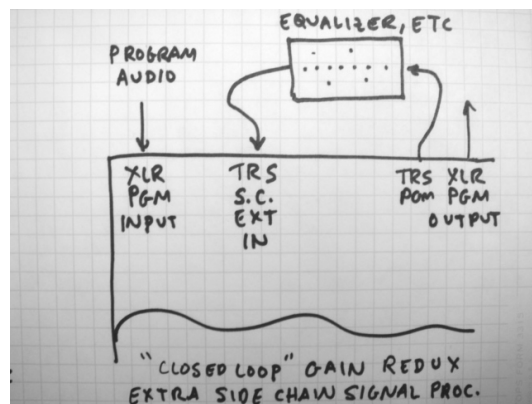 EQUALIZER, ETC
PROGRAM
AUDIO
XLR
PGM
INPUT
TRS
S.C.
EXT
IN
TRS
POM
XLR
PGM
OUTPUT
"CLOSED LOOP" GAIN REDUX
EXTRA SIDE CHAIN SIGNAL PROC.